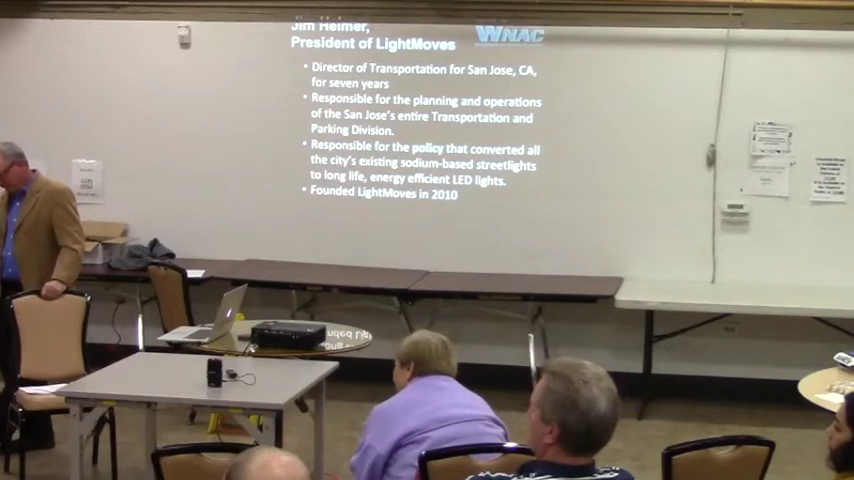 Jim Helmer,
President of LightMoves
WNAC
• Director of Transportation for San Jose, CA,
for seven years
• Responsible for the planning and operations
of the San Jose's entire Transportation and
Parking Division.
• Responsible for the policy that converted all
the city's existing sodium-based streetlights
to long life, energy efficient LED lights.
• Founded LightMoves in 2010